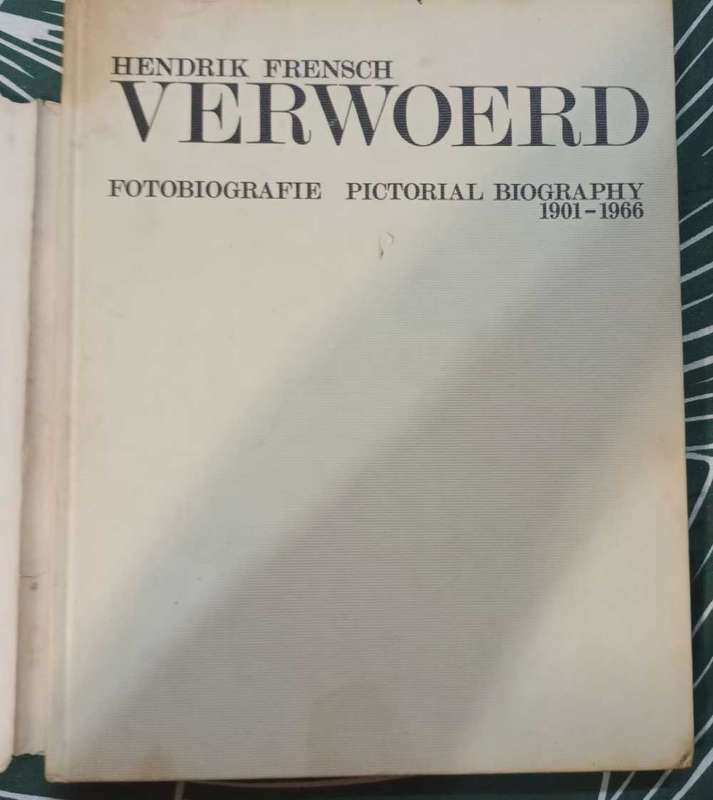 HENDRIK FRENSCH
VERWOERD
FOTOBIOGRAFIE PICTORIAL BIOGRAPHY
1901-1966